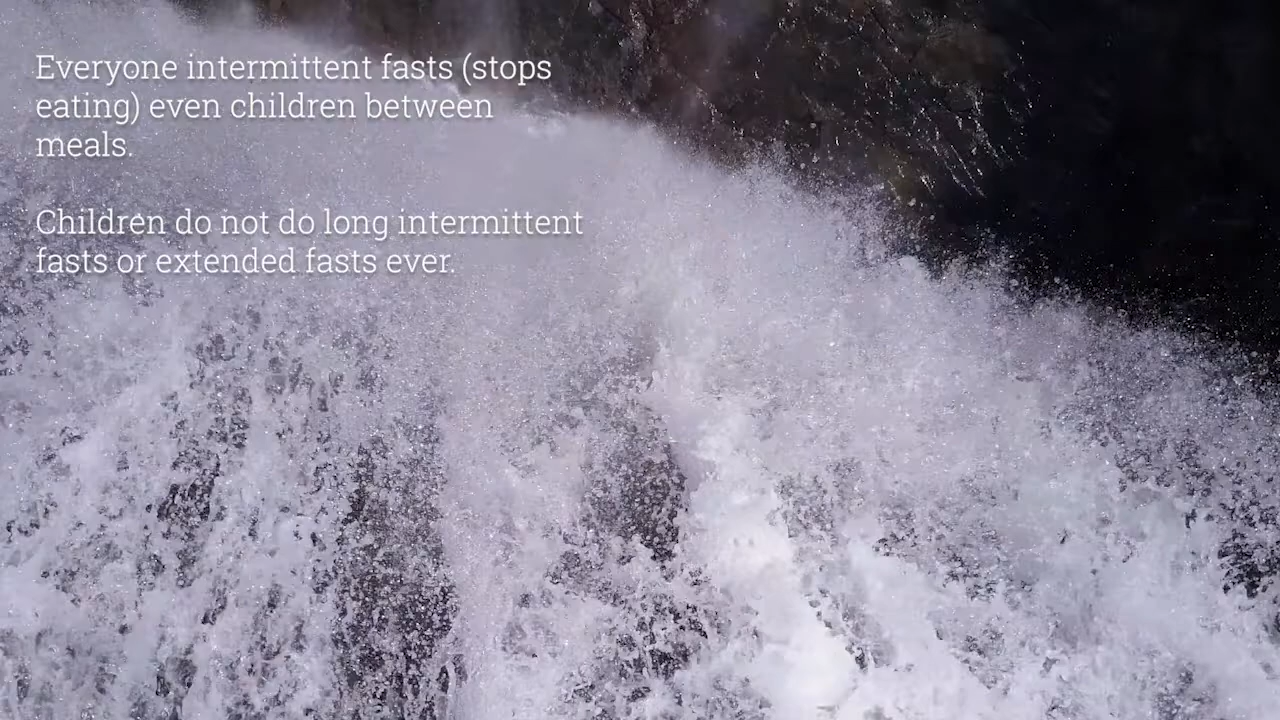 Everyone intermittent fasts (stops
eating) even children between
meals.
Children do not do long intermittent
fasts or extended fasts ever.